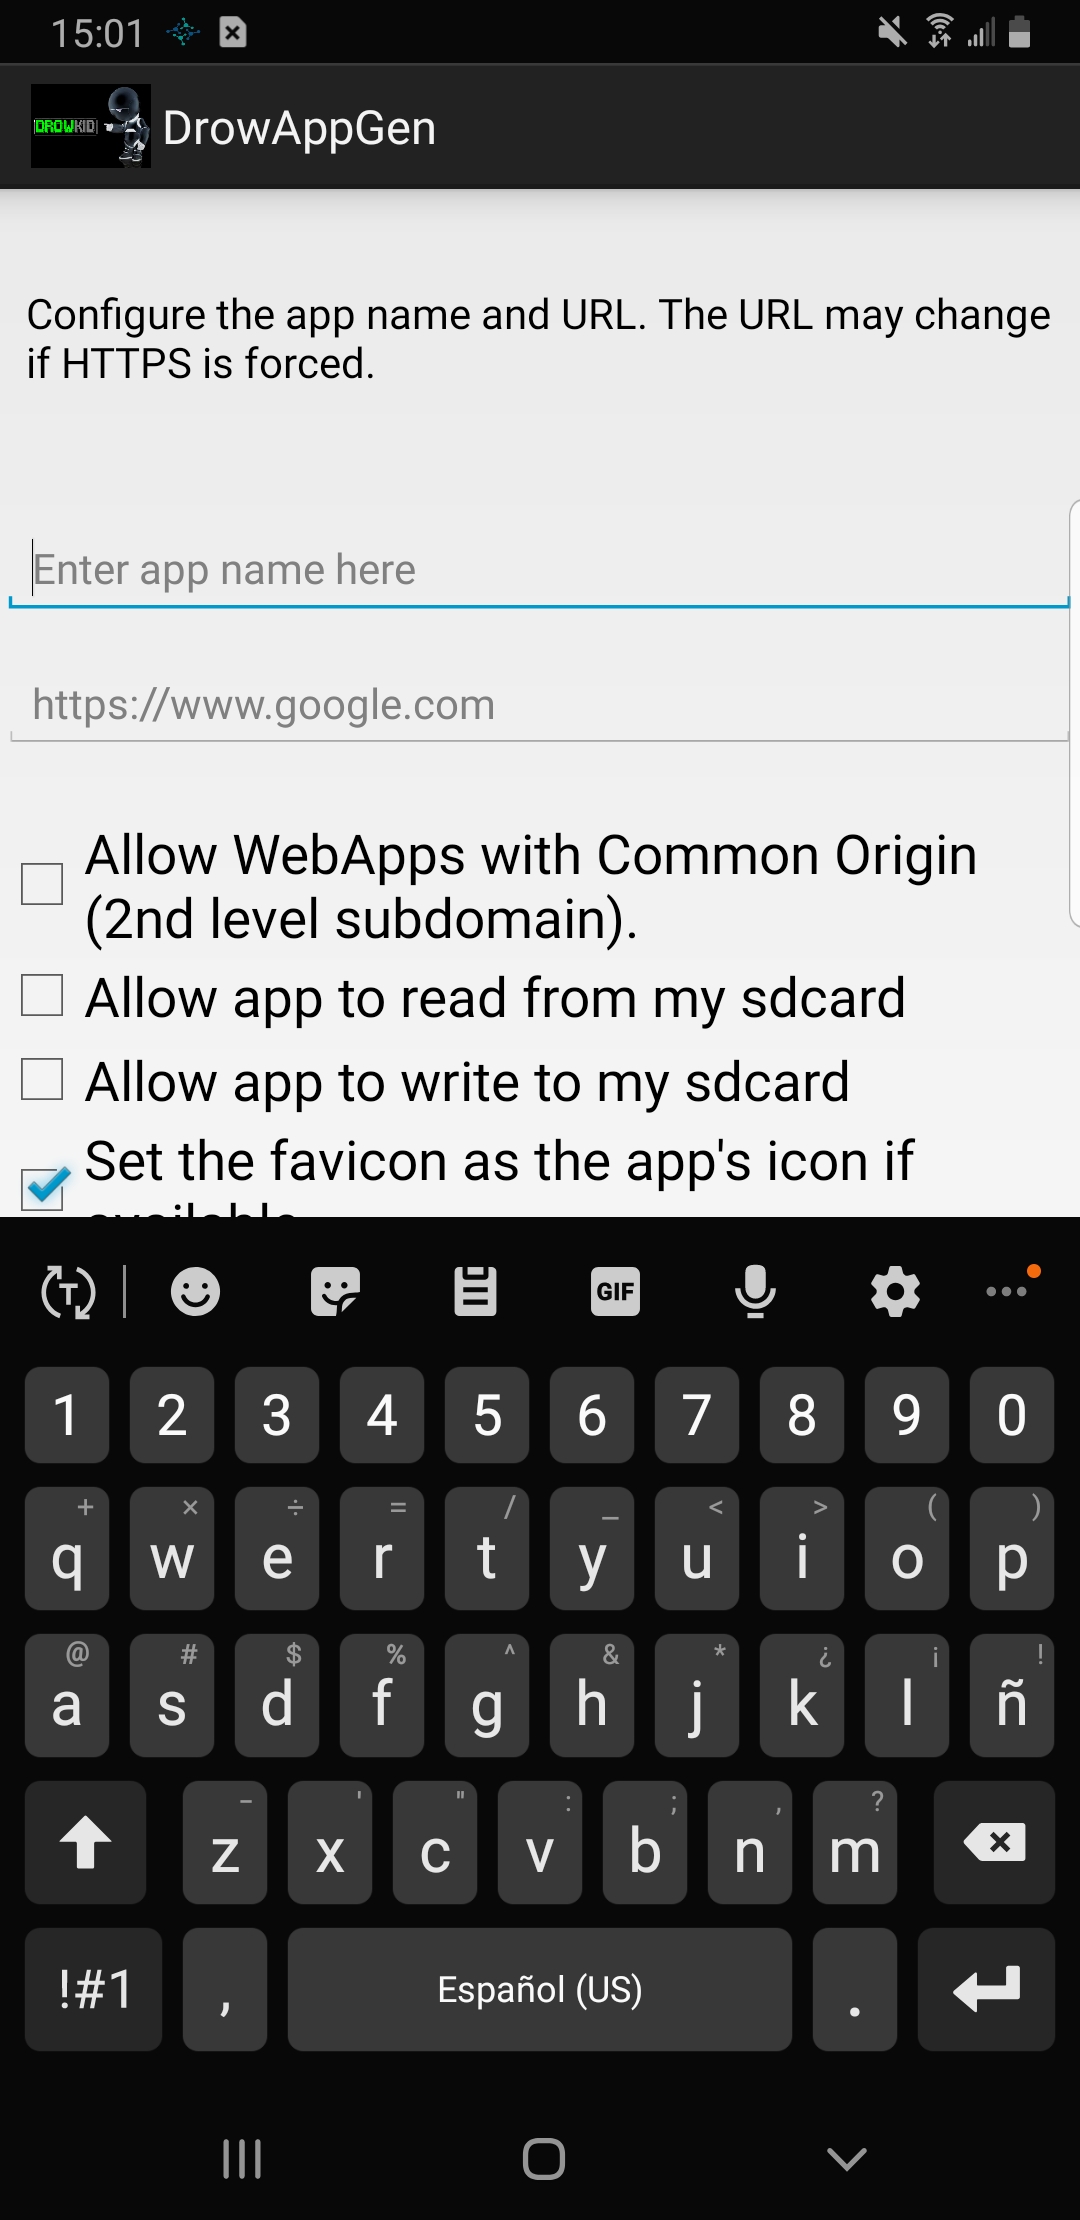 15:01
DROWKID
DrowAppGen
Configure the app name and URL. The URL may change
if HTTPS is forced.
Enter app name here
https://www.google.com
Allow WebApps with Common Origin
(2nd level subdomain).
Allow app to read from my sdcard
Allow app to write to my sdcard
Set the favicon as the app's icon if
available
T
GIF
1 2 3 4 5 6 7 8 9 0
+ × ÷ = / _ < > ( )
q w e r t y u i o p
@ # $ % ^ & * ¿ ¡ !
a s d f g h j k l ñ
- ' " : ; , ?
z x c v b n m
!#1 , Español (US) .